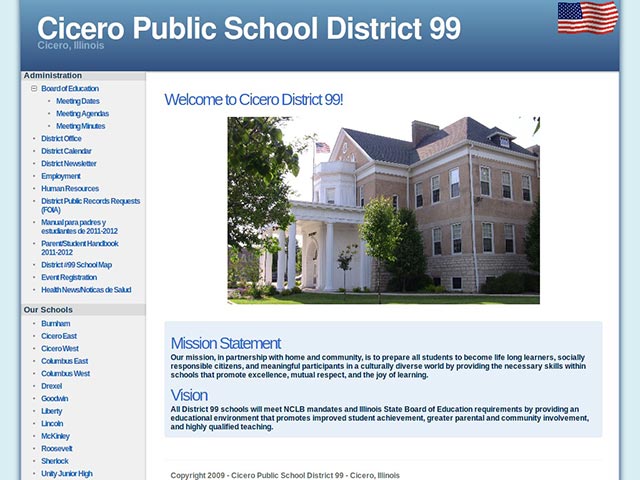 Cicero Public School District 99
Cicero, Illinois
Administration
Board of Education
Meeting Dates
Meeting Agendas
Meeting Minutes
District Office
District Calendar
District Newsletter
Employment
Human Resources
District Public Records Requests
(FOIA)
Manual para padres y
estudiantes de 2011-2012
Parent/Student Handbook
2011-2012
District #99 School Map
Event Registration
Health News/Noticas de Salud
Our Schools
Burnham
Cicero East
Cicero West
Columbus East
Columbus West
Drexel
Goodwin
Liberty
Lincoln
McKinley
Roosevelt
Sherlock
Unity Junior High
Welcome to Cicero District 99!
Mission Statement
Our mission, in partnership with home and community, is to prepare all students to become life long learners, socially
responsible citizens, and meaningful participants in a culturally diverse world by providing the necessary skills within
schools that promote excellence, mutual respect, and the joy of learning.
Vision
All District 99 schools will meet NCLB mandates and Illinois State Board of Education requirements by providing an
educational environment that promotes improved student achievement, greater parental and community involvement,
and highly qualified teaching.
Copyright 2009 - Cicero Public School District 99 - Cicero, Illinois